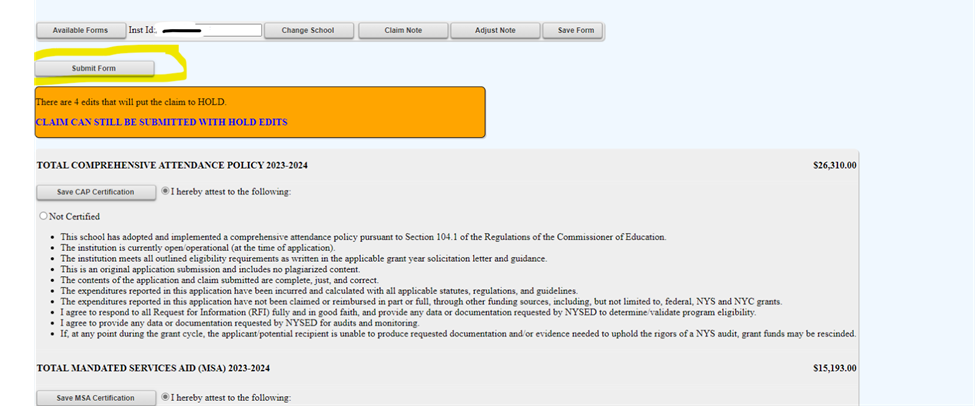 Available Forms Inst Id: Change School Claim Note Adjust Note Save Form
Submit Form
There are 4 edits that will put the claim to HOLD.
CLAIM CAN STILL BE SUBMITTED WITH HOLD EDITS
TOTAL COMPREHENSIVE ATTENDANCE POLICY 2023-2024 $26,310.00
Save CAP Certification I hereby attest to the following:
Not Certified
This school has adopted and implemented a comprehensive attendance policy pursuant to Section 104.1 of the Regulations of the Commissioner of Education.
The institution is currently open/operational (at the time of application).
The institution meets all outlined eligibility requirements as written in the applicable grant year solicitation letter and guidance.
This is an original application submission and includes no plagiarized content.
The contents of the application and claim submitted are complete, just, and correct.
The expenditures reported in this application have been incurred and calculated with all applicable statutes, regulations, and guidelines.
The expenditures reported in this application have not been claimed or reimbursed in part or full, through other funding sources, including, but not limited to, federal, NYS and NYC grants.
I agree to respond to all Request for Information (RFI) fully and in good faith, and provide any data or documentation requested by NYSED to determine/validate program eligibility.
I agree to provide any data or documentation requested by NYSED for audits and monitoring.
If, at any point during the grant cycle, the applicant/potential recipient is unable to produce requested documentation and/or evidence needed to uphold the rigors of a NYS audit, grant funds may be rescinded.
TOTAL MANDATED SERVICES AID (MSA) 2023-2024 $15,193.00
Save MSA Certification I hereby attest to the following: